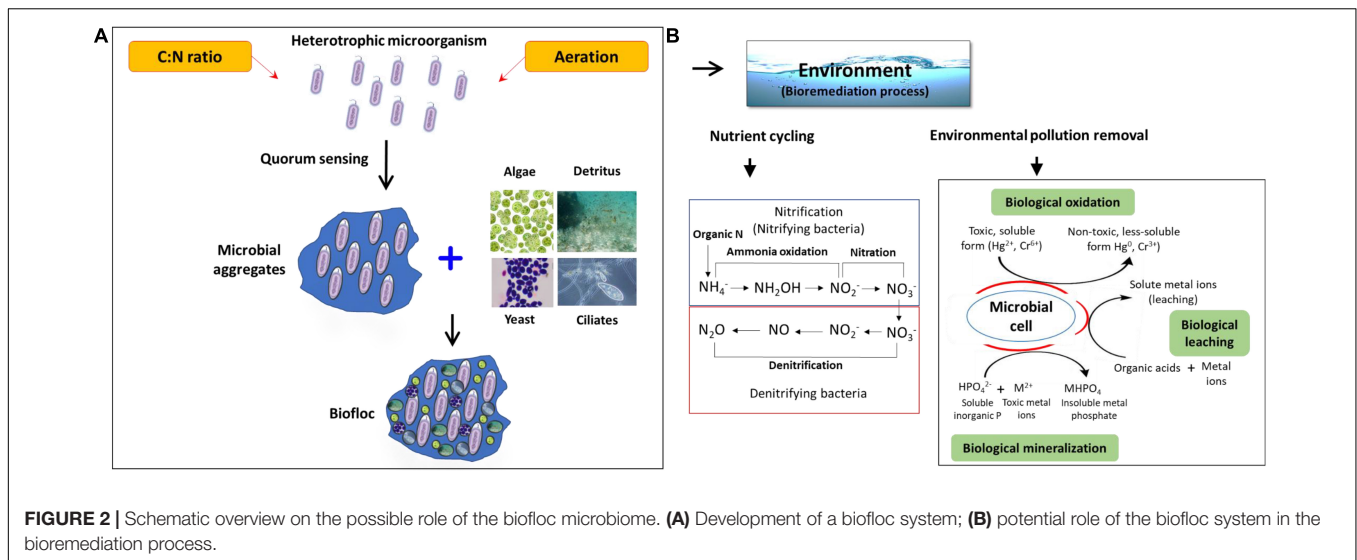 A
C:N ratio
Heterotrophic microorganism
Aeration
Quorum sensing
Microbial
aggregates
+
Algae
Detritus
Yeast
Ciliates
Biofloc
B
Environment
(Bioremediation process)
Nutrient cycling
Environmental pollution removal
Nitrification
(Nitrifying bacteria)
Organic N
Ammonia oxidation
Nitration
NH₄⁻ → NH₂OH → NO₂⁻ → NO₃⁻
N₂O ← NO ← NO₂⁻ ← NO₃⁻
Denitrification
Denitrifying bacteria
Biological oxidation
Toxic, soluble
form (Hg²⁺, Cr⁶⁺)
Non-toxic, less-soluble
form Hg⁰, Cr³⁺
Microbial
cell
Solute metal ions
(leaching)
Biological
leaching
Organic acids + Metal
ions
HPO₄²⁻ + M²⁺
Soluble
inorganic P
Toxic metal
ions
MHPO₄
Insoluble metal
phosphate
Biological mineralization
FIGURE 2 | Schematic overview on the possible role of the biofloc microbiome. (A) Development of a biofloc system; (B) potential role of the biofloc system in the
bioremediation process.